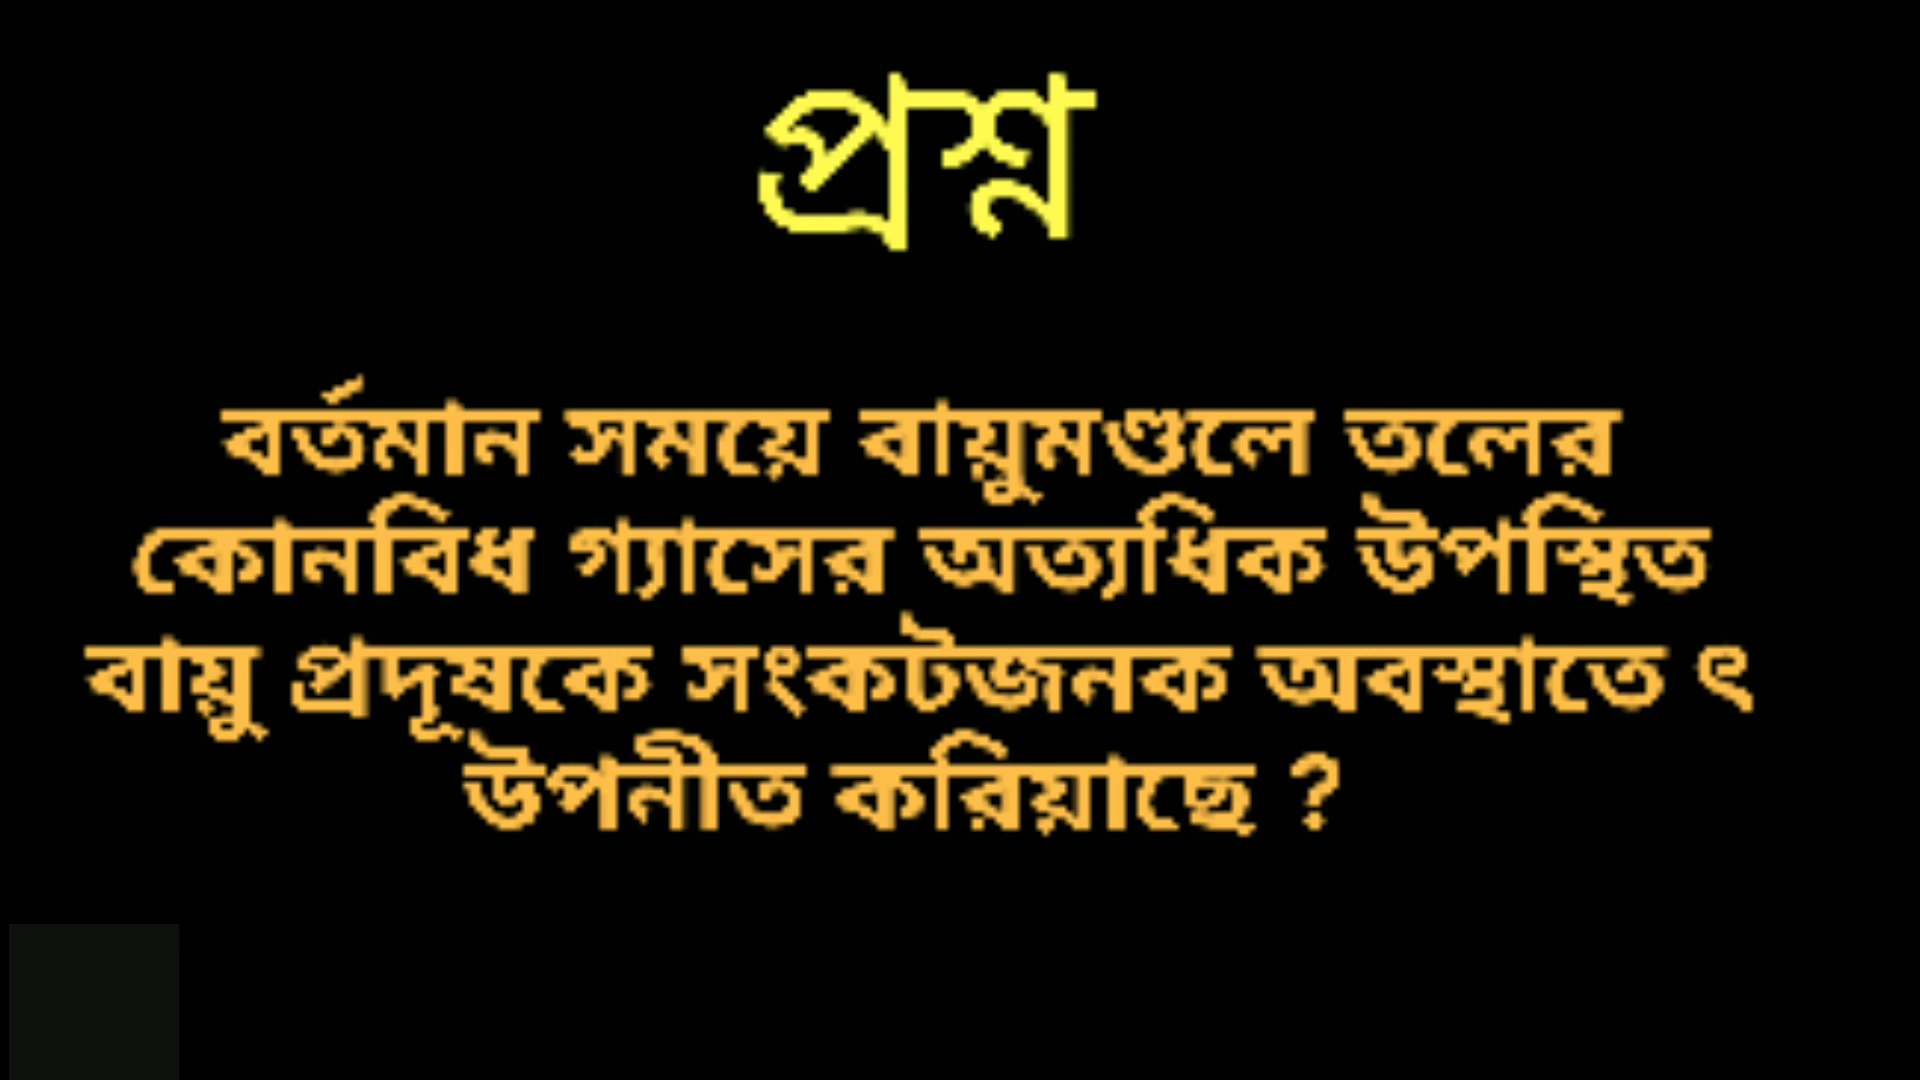 প্রশ্ন
বর্তমান সময়ে বায়ুমণ্ডলে তলের
কোনবিধ গ্যাসের অত্যধিক উপস্থিত
বায়ু প্রদূষকে সংকটজনক অবস্থাতে ৎ
উপনীত করিয়াছে ?